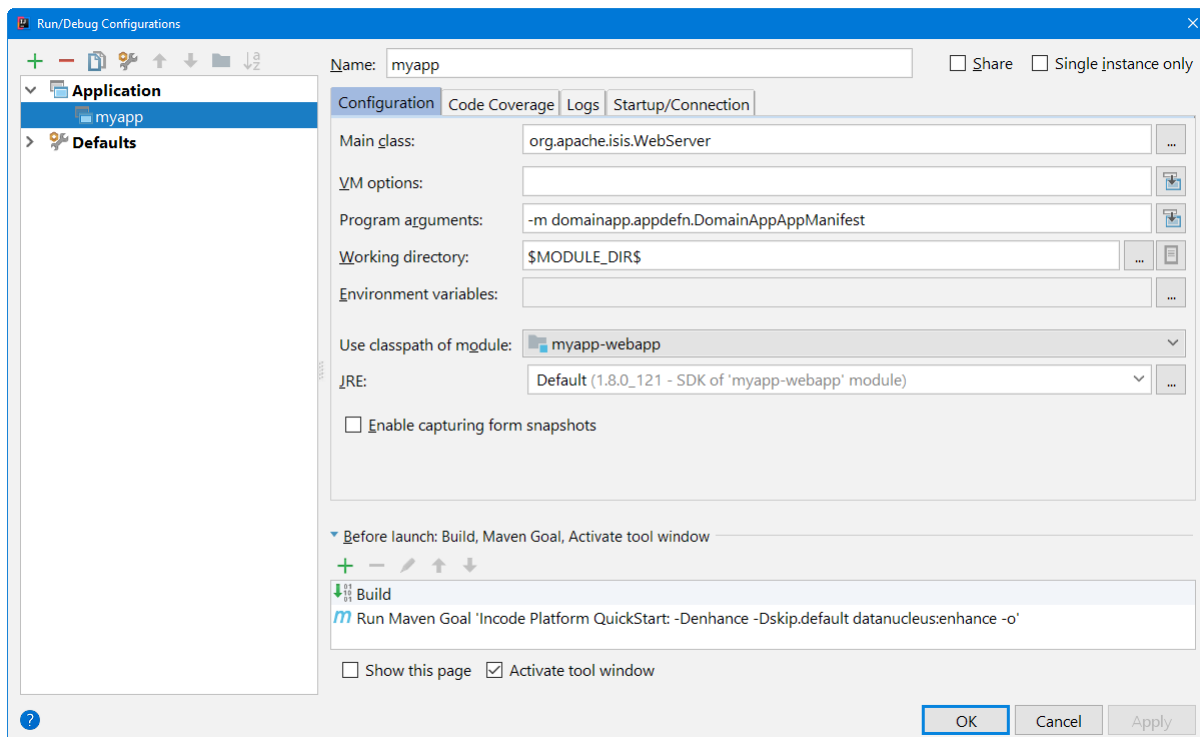 Run/Debug Configurations
Name: myapp
Share
Single instance only
Application
myapp
Defaults
Configuration
Code Coverage
Logs
Startup/Connection
Main class: org.apache.isis.WebServer ...
VM options:
Program arguments: -m domainapp.appdefn.DomainAppAppManifest
Working directory: $MODULE_DIR$ ...
Environment variables: ...
Use classpath of module: myapp-webapp
JRE: Default (1.8.0_121 - SDK of 'myapp-webapp' module) ...
Enable capturing form snapshots
Before launch: Build, Maven Goal, Activate tool window
Build
Run Maven Goal 'Incode Platform QuickStart: -Denhance -Dskip.default datanucleus:enhance -o'
Show this page
Activate tool window
?
OK
Cancel
Apply